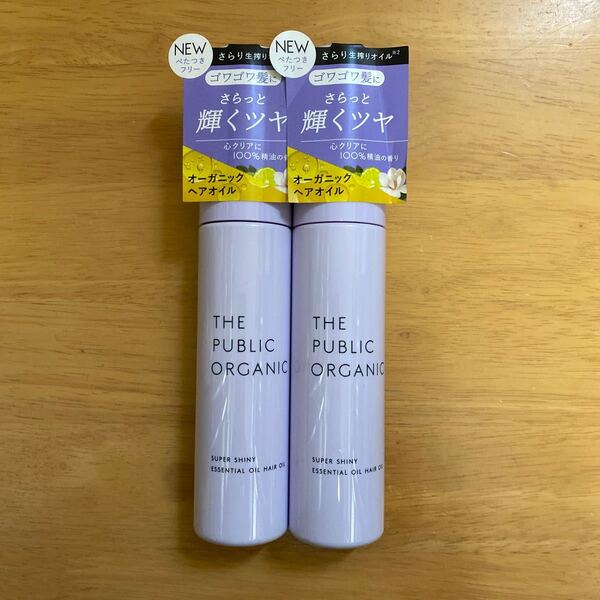 NEW
べたつき
フリー
さらり生搾り
ゴワゴワ髪に
さらっと
輝くツヤ
心クリアに
100%精油の香
オーガニック
ヘアオイル
NEW
べたつき
フリー
さらり生搾りオイル※2
ゴワゴワ髪に
さらっと
輝くツヤ
心クリアに
100%精油の香り
オーガニック
ヘアオイル
THE
PUBLIC
ORGANIC
SUPER SHINY
ESSENTIAL OIL HAIR OIL
THE
PUBLIC
ORGANIC
SUPER SHINY
ESSENTIAL OIL HAIR OIL